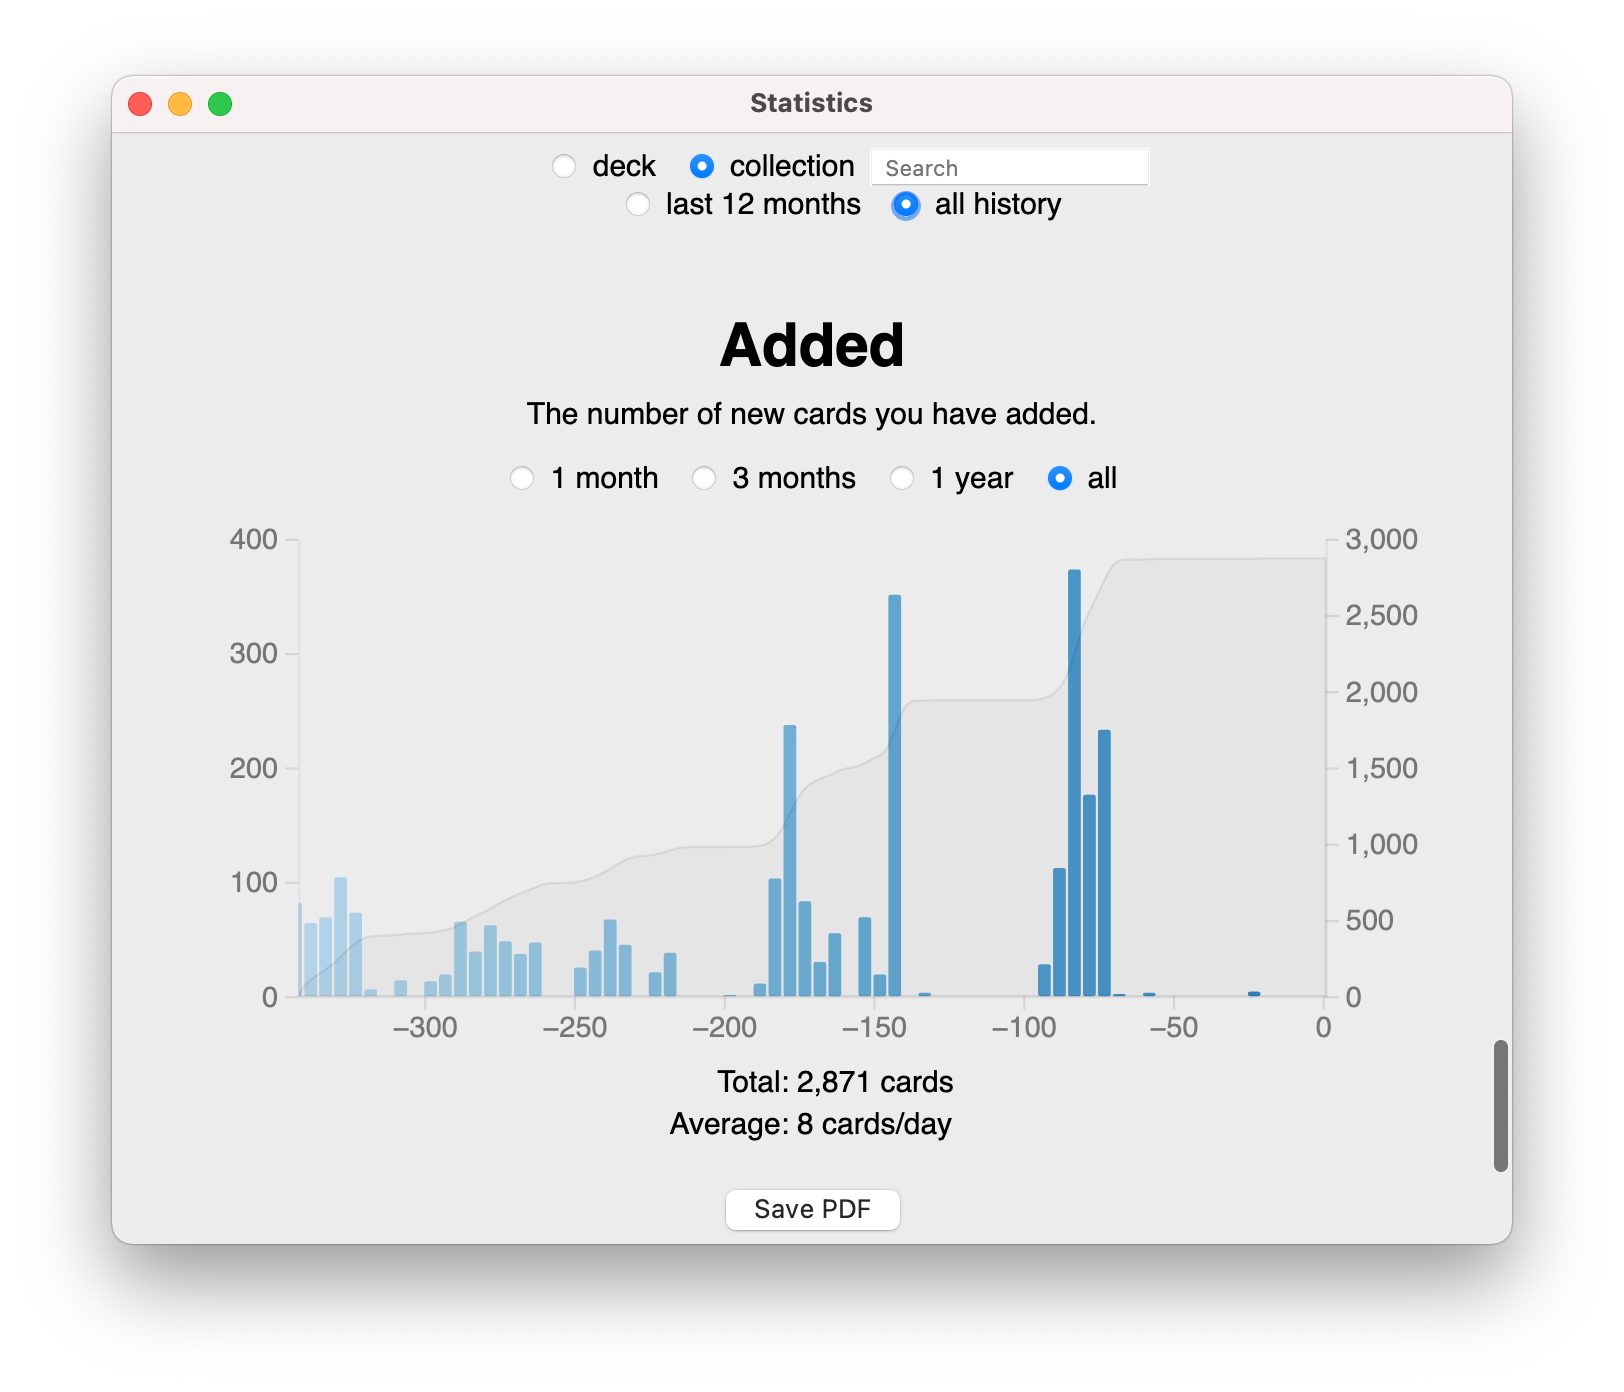 Statistics
deck collection Search
last 12 months all history
Added
The number of new cards you have added.
1 month 3 months 1 year all
400 3,000
2,500
300
2,000
200 1,500
1,000
100
500
0 0
−300 −250 −200 −150 −100 −50 0
Total: 2,871 cards
Average: 8 cards/day
Save PDF